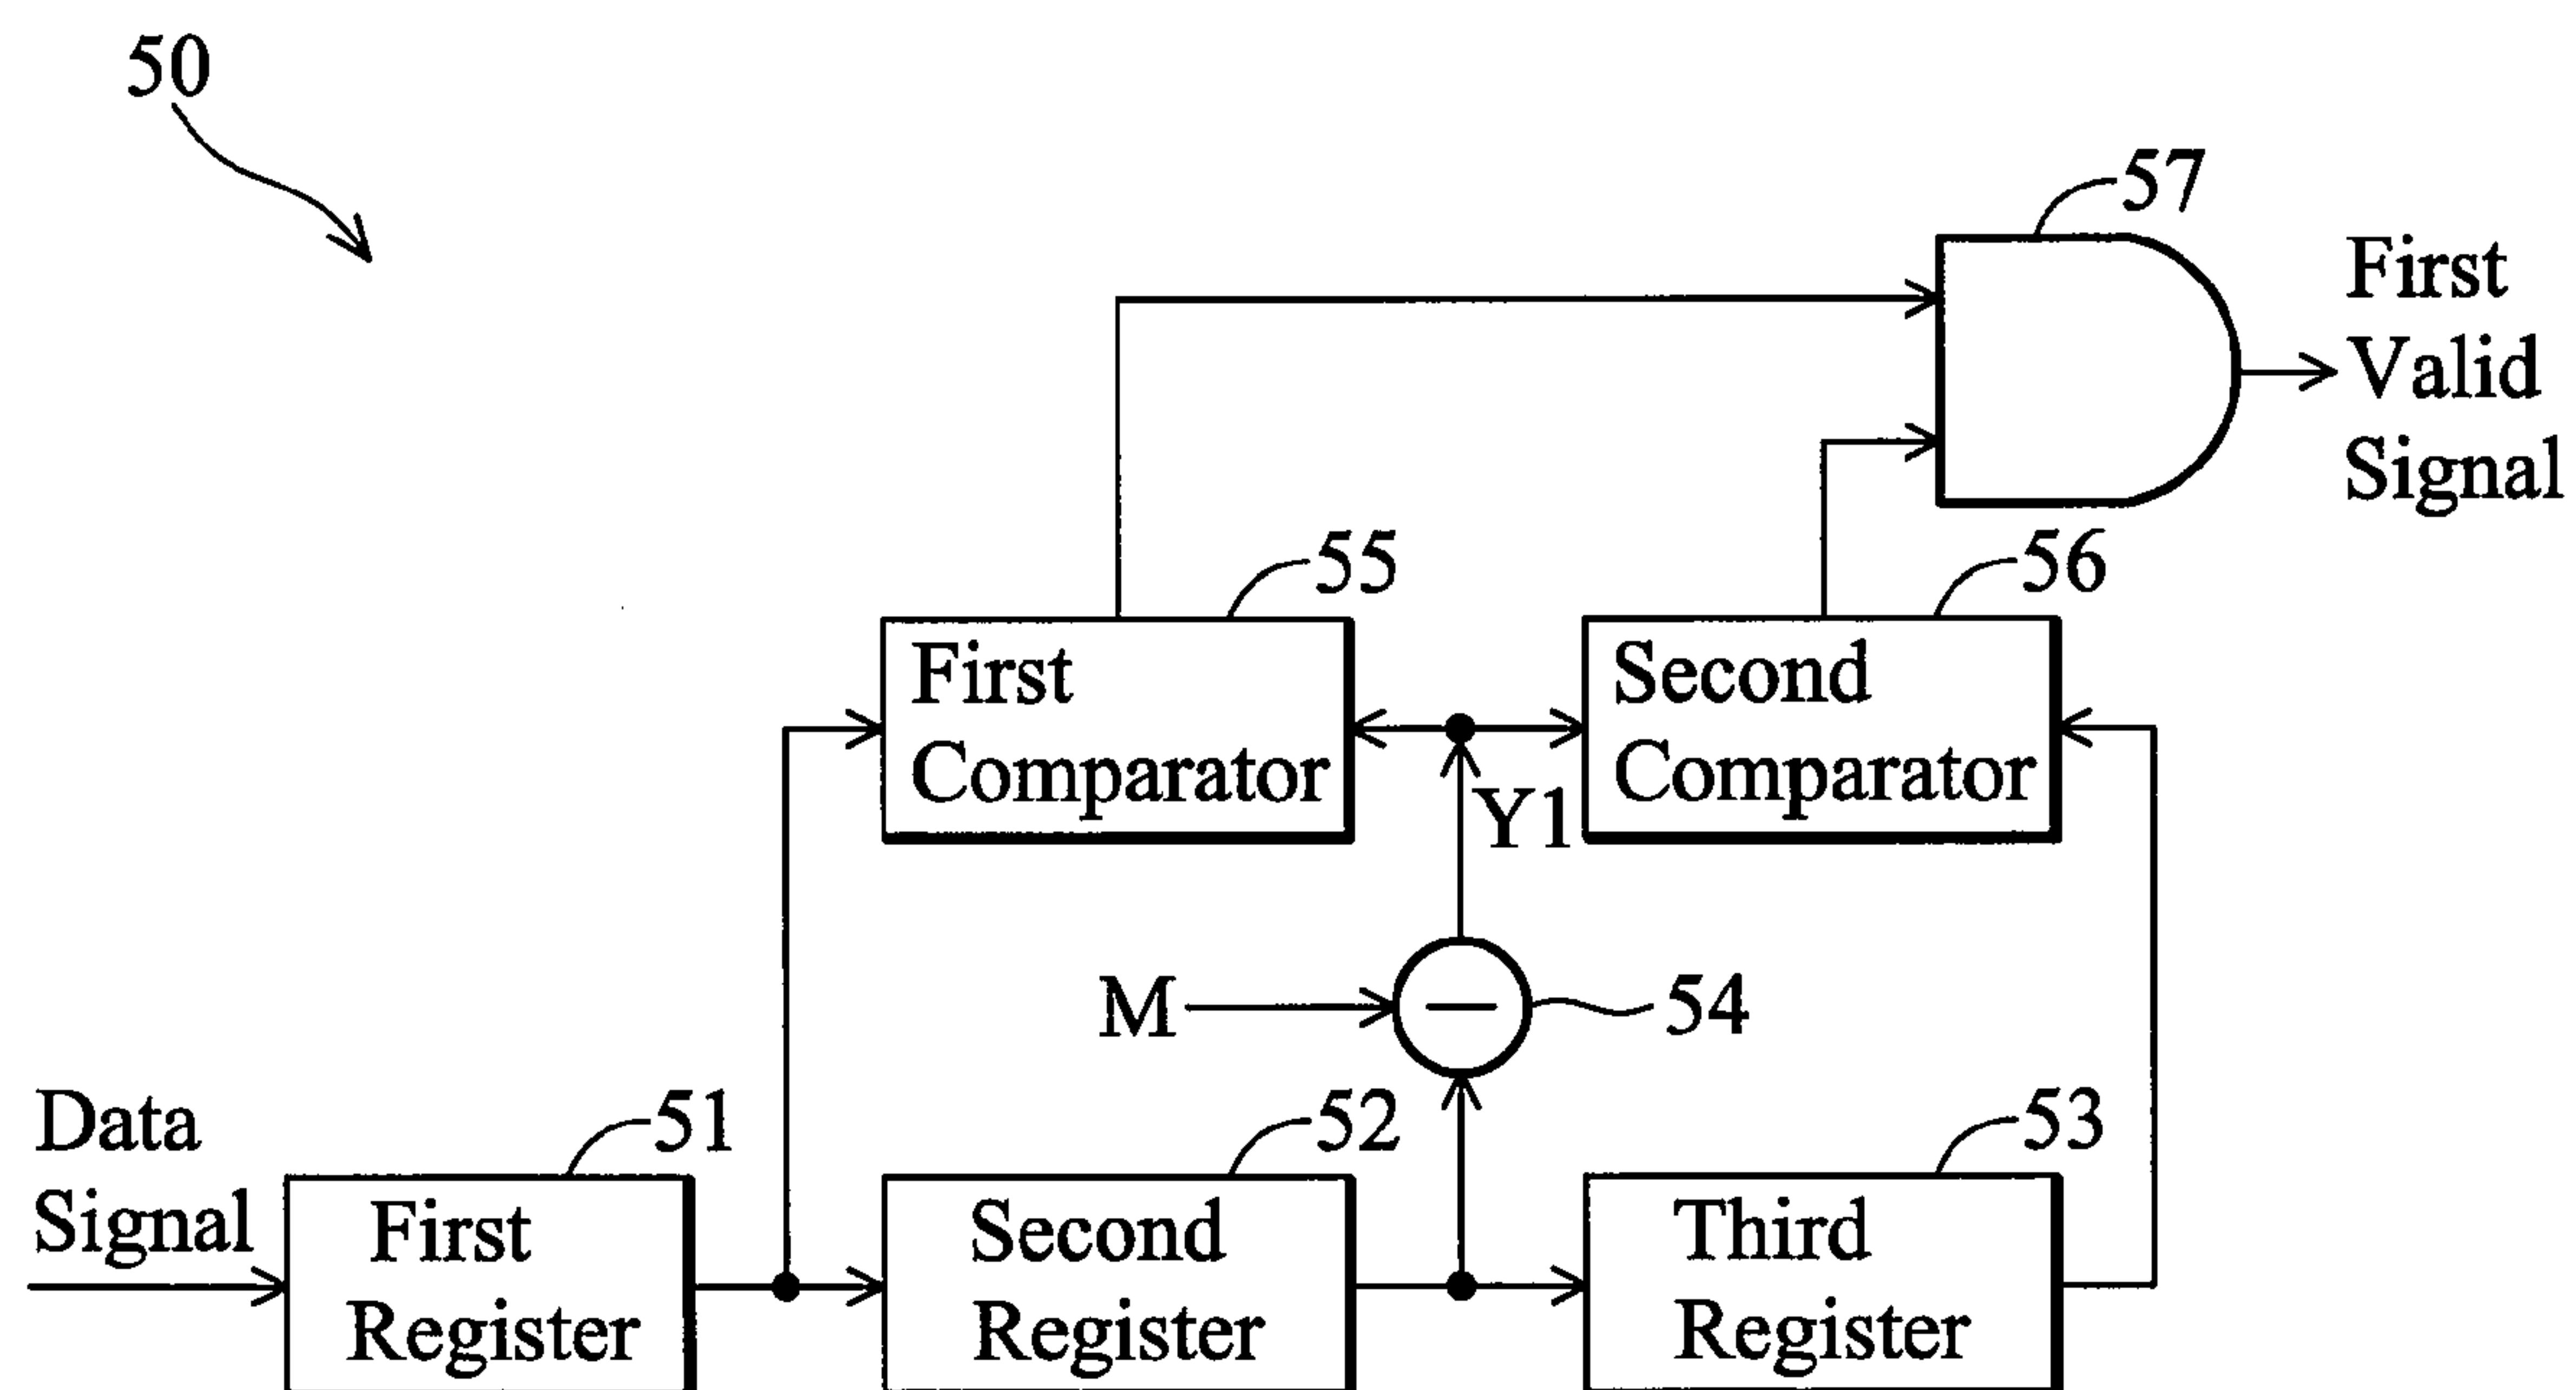 50
57
First
Valid
Signal
55
56
First
Comparator
Second
Comparator
Y1
M
54
Data
Signal
51
52
53
First
Register
Second
Register
Third
Register